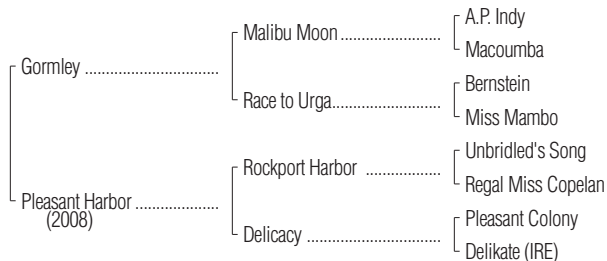 A.P. Indy
Malibu Moon ....................
Macoumba
Gormley ..........................
Bernstein
Race to Urga.....................
Miss Mambo
Unbridled's Song
Rockport Harbor ...............
Regal Miss Copelan
Pleasant Harbor ................
(2008)
Pleasant Colony
Delicacy ..........................
Delikate (IRE)